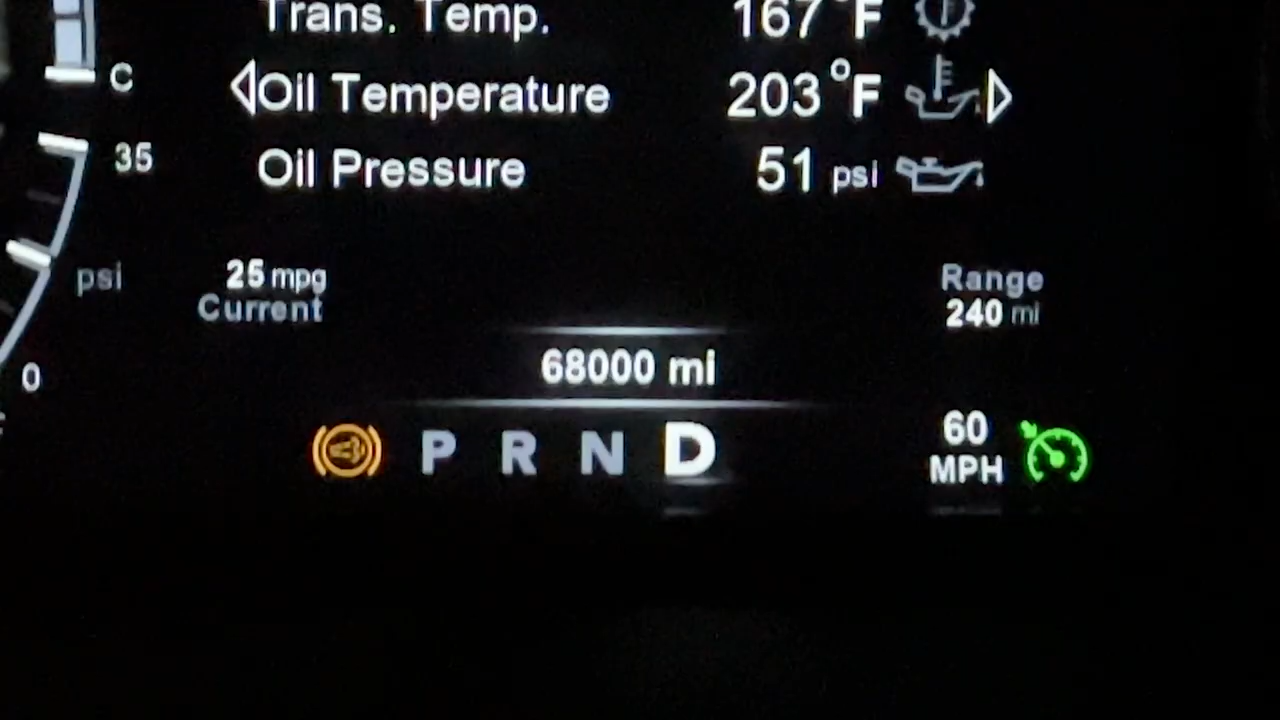 Trans. Temp. 167°F
C
Oil Temperature 203°F
35
Oil Pressure 51 psi
psi
25 mpg
Current
Range
240 mi
68000 mi
0
P R N D
60
MPH